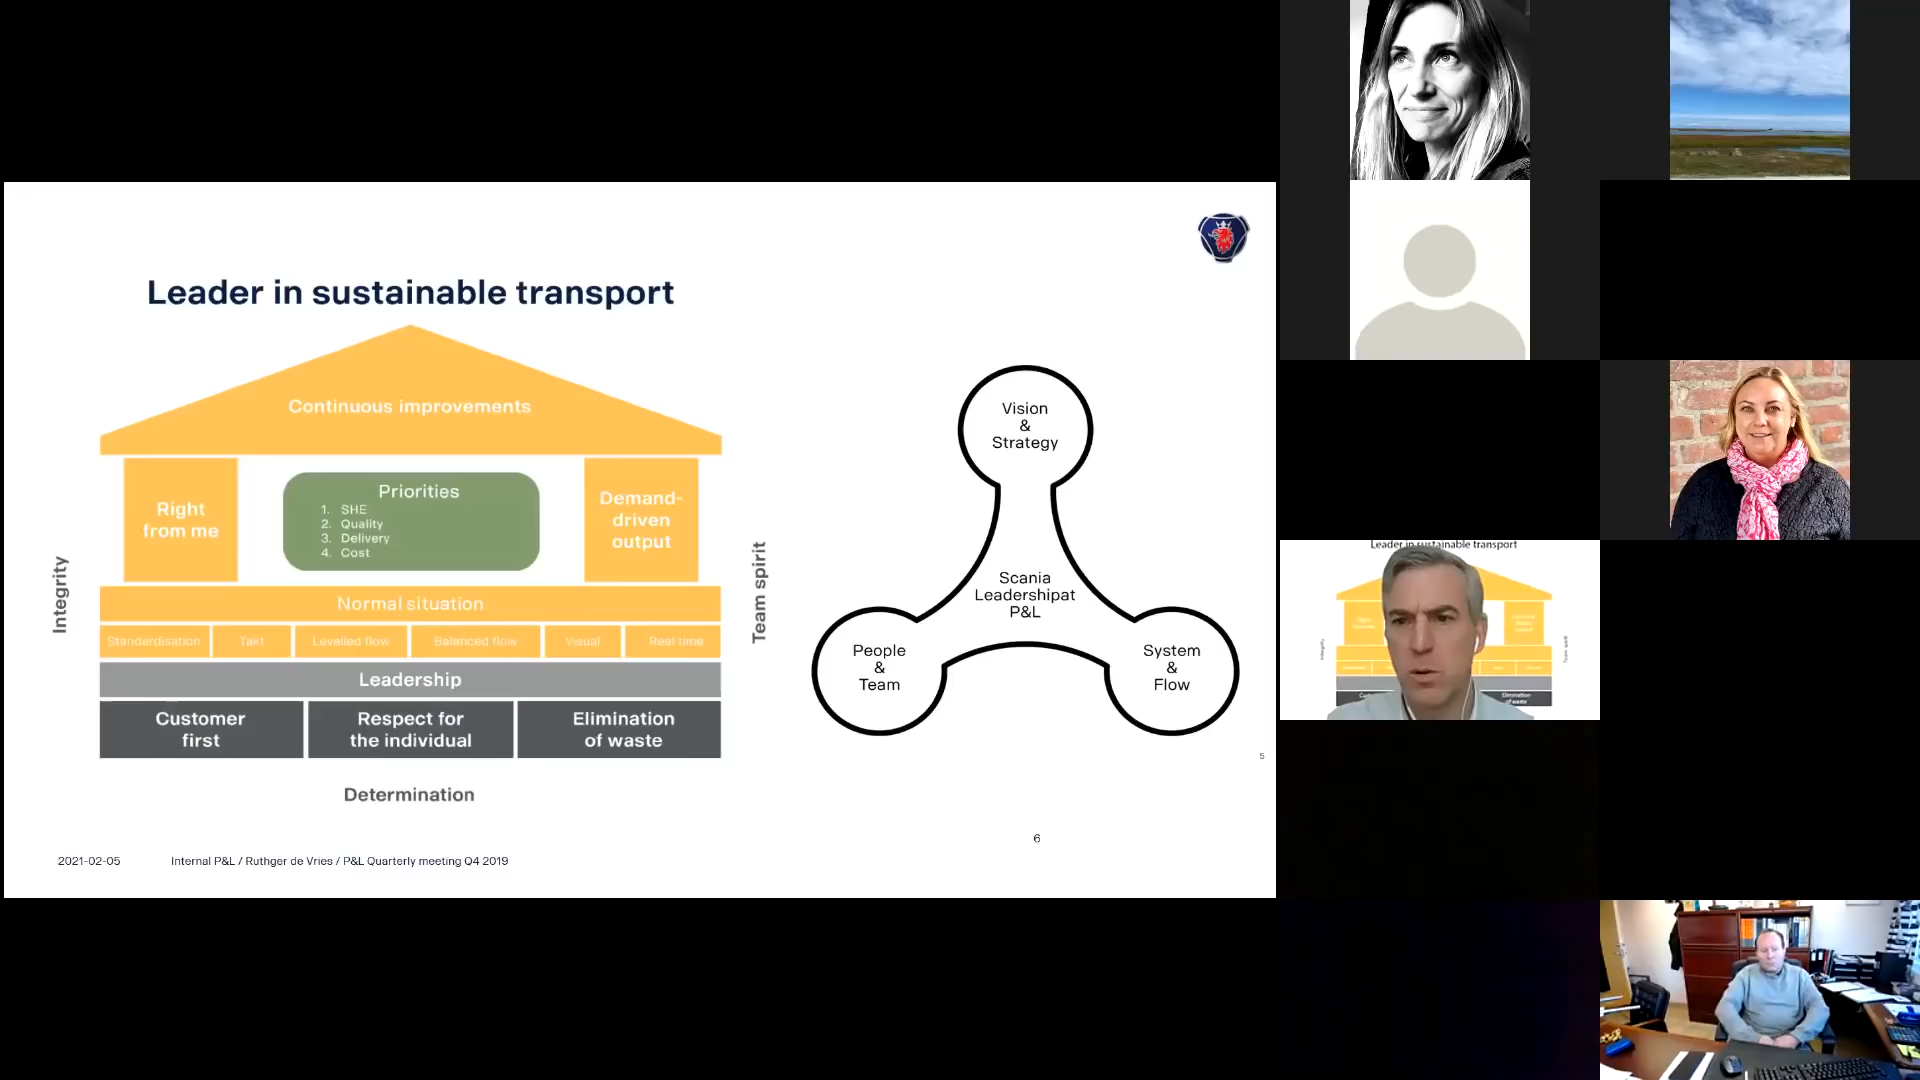 Leader in sustainable transport
Continuous improvements
Right
from me
Priorities
1. SHE
2. Quality
3. Delivery
4. Cost
Demand-
driven
output
Integrity
Team spirit
Normal situation
Standardisation
Takt
Levelled flow
Balanced flow
Visual
Real time
Leadership
Customer
first
Respect for
the individual
Elimination
of waste
Determination
Vision
&
Strategy
Scania
Leadershipat
P&L
People
&
Team
System
&
Flow
5
6
2021-02-05
Internal P&L / Ruthger de Vries / P&L Quarterly meeting Q4 2019
Leader in sustainable transport
Elimination
of waste